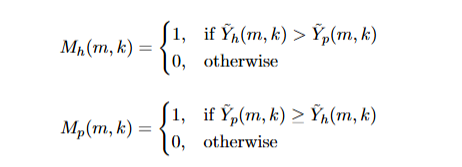 M_h(m, k) = { 1, if Ỹ_h(m, k) > Ỹ_p(m, k)
0, otherwise
M_p(m, k) = { 1, if Ỹ_p(m, k) ≥ Ỹ_h(m, k)
0, otherwise